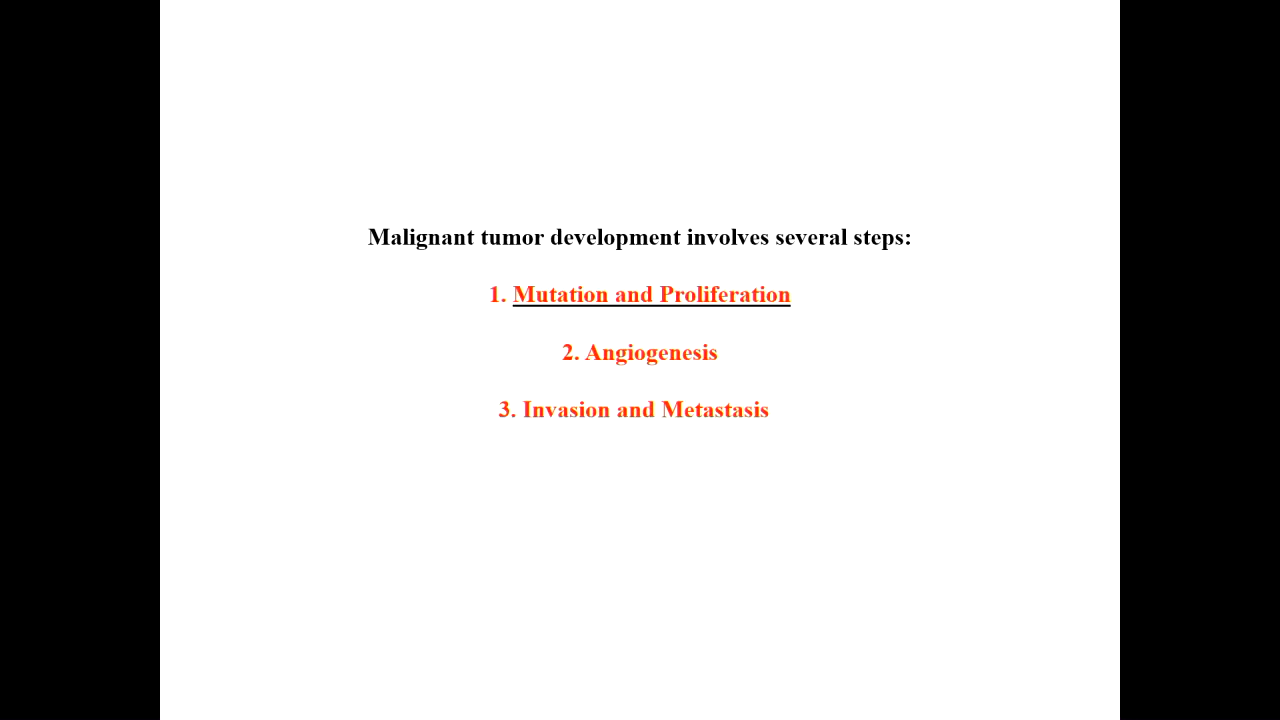 Malignant tumor development involves several steps:
1. Mutation and Proliferation
2. Angiogenesis
3. Invasion and Metastasis